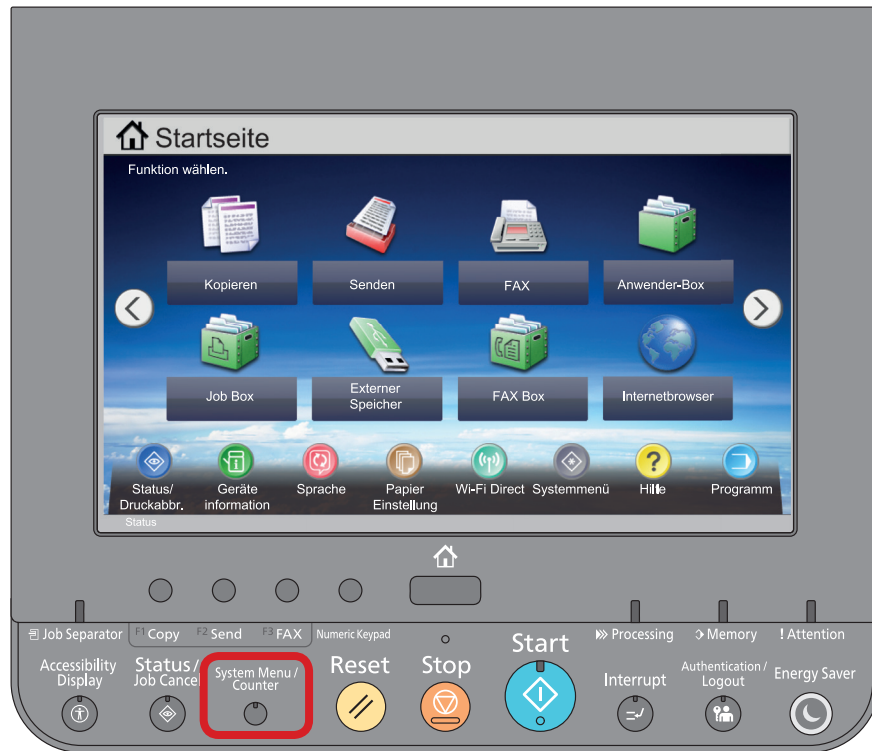 Startseite
Funktion wählen.
Kopieren
Senden
FAX
Anwender-Box
Job Box
Externer
Speicher
FAX Box
Internetbrowser
Status/
Druckabbr.
Geräte
information
Sprache
Papier
Einstellung
Wi-Fi Direct
Systemmenü
Hilfe
Programm
Status
Job Separator
F1 Copy
F2 Send
F3 FAX
Numeric Keypad
Processing
Memory
! Attention
Accessibility
Display
Status/
Job Cancel
System Menu /
Counter
Reset
Stop
Start
Interrupt
Authentication /
Logout
Energy Saver